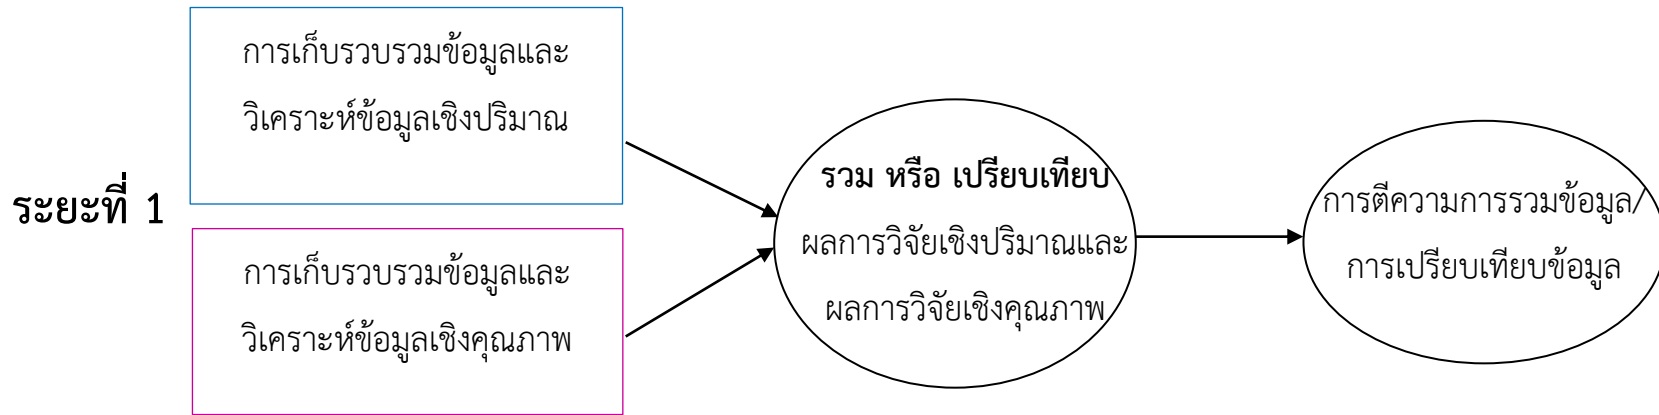 ระยะที่ 1
การเก็บรวบรวมข้อมูลและ
วิเคราะห์ข้อมูลเชิงปริมาณ
การเก็บรวบรวมข้อมูลและ
วิเคราะห์ข้อมูลเชิงคุณภาพ
รวม หรือ เปรียบเทียบ
ผลการวิจัยเชิงปริมาณและ
ผลการวิจัยเชิงคุณภาพ
การตีความการรวมข้อมูล/
การเปรียบเทียบข้อมูล